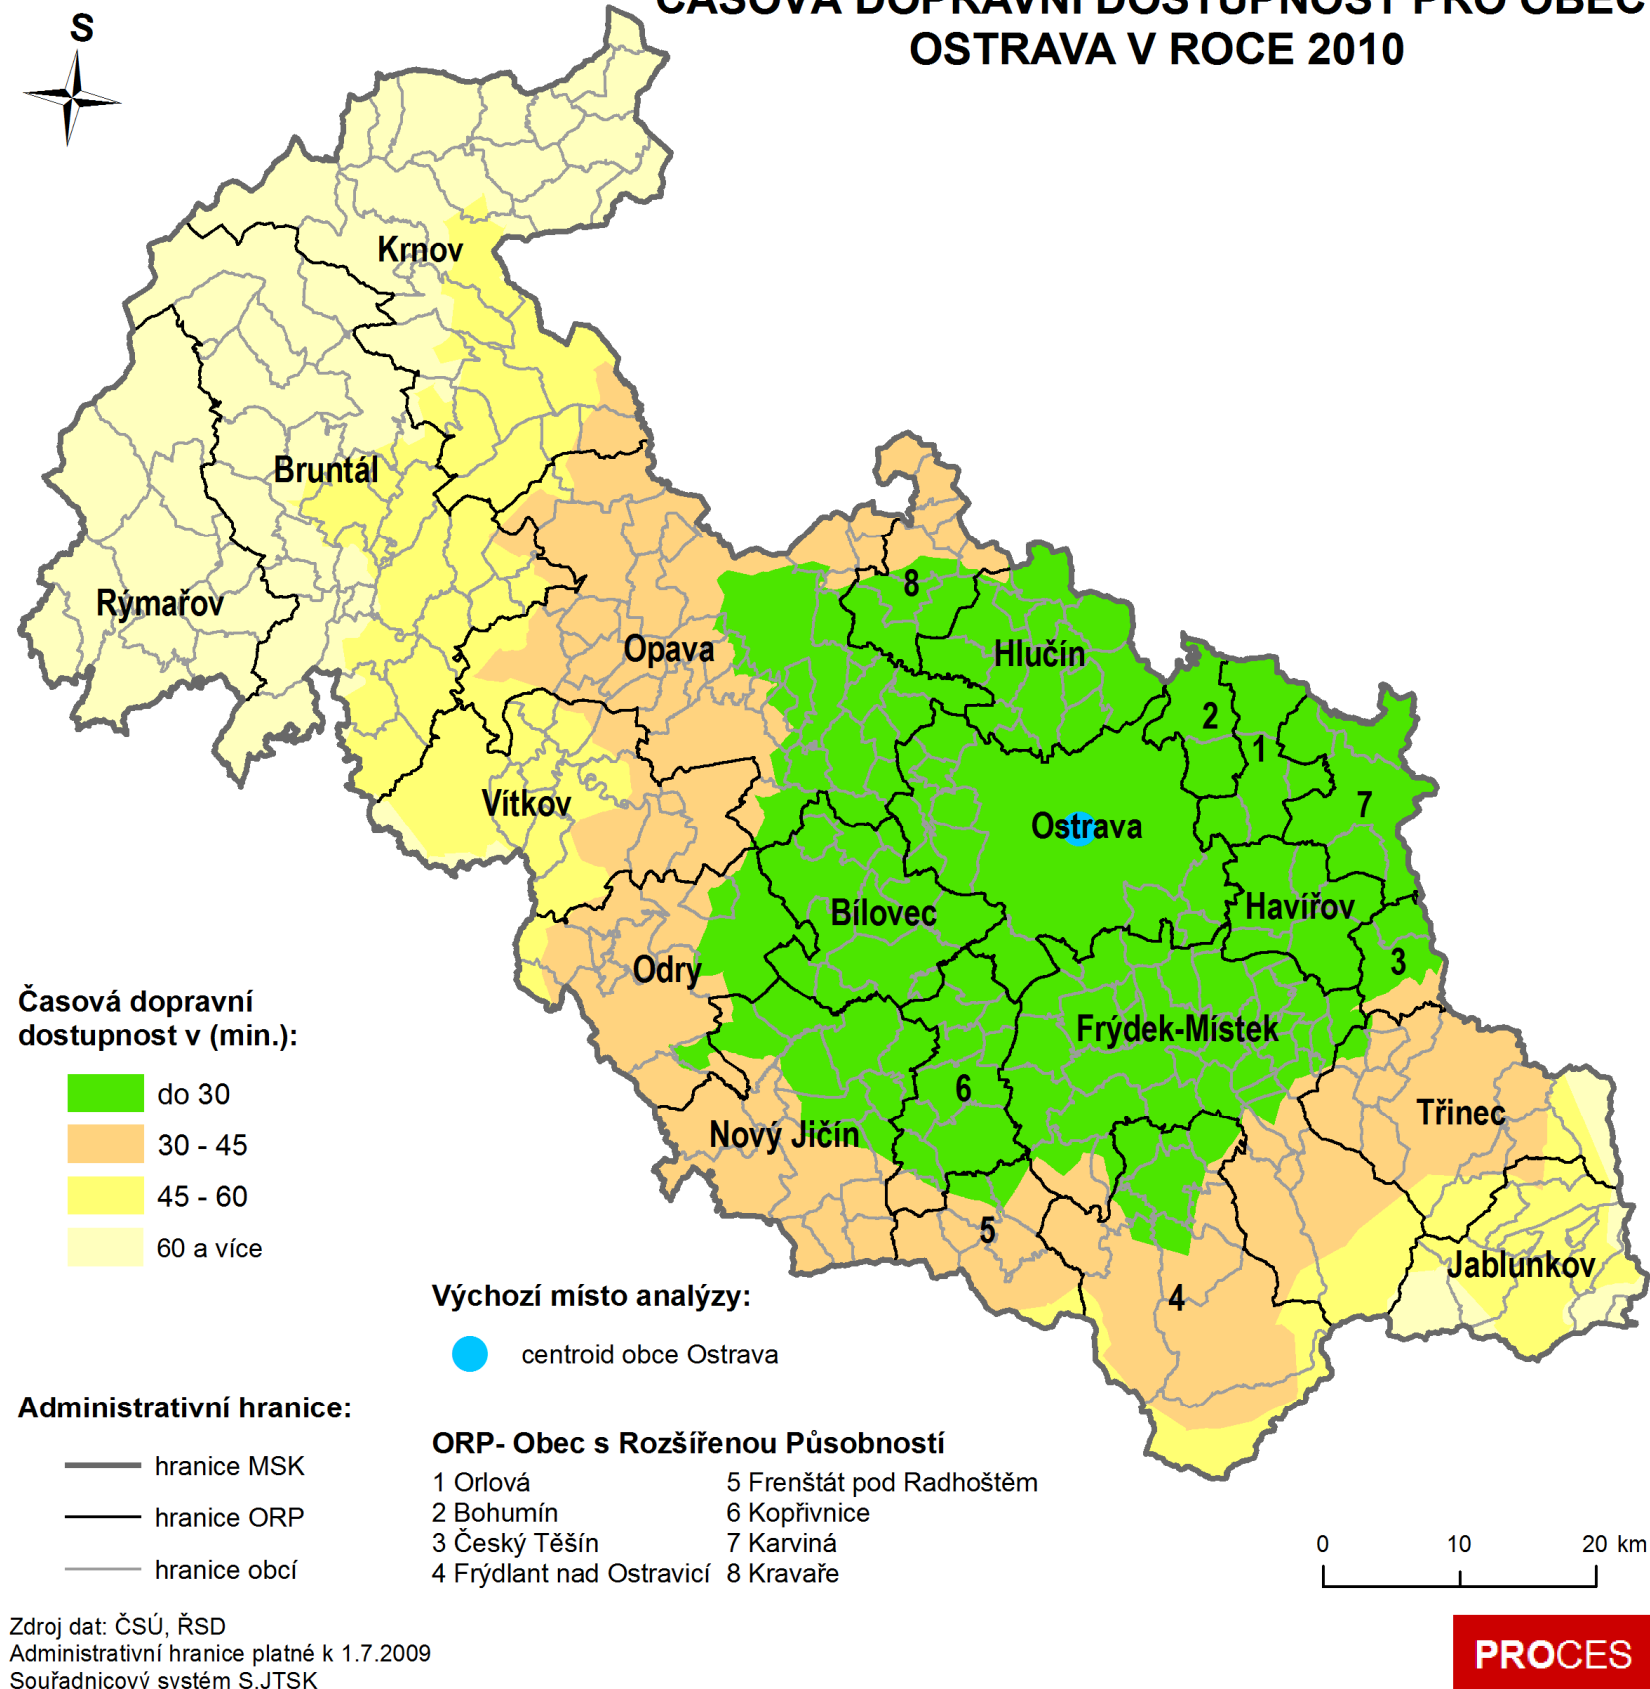 ČASOVÁ DOPRAVNÍ DOSTUPNOST PRO OBEC
OSTRAVA V ROCE 2010
S
Krnov
Bruntál
Rýmařov
8
Opava
Hlučín
2
1
Vítkov
7
Ostrava
Havířov
Bílovec
3
Odry
Frýdek-Místek
6
Třinec
Nový Jičín
5
Jablunkov
4
Časová dopravní
dostupnost v (min.):
do 30
30 - 45
45 - 60
60 a více
Výchozí místo analýzy:
centroid obce Ostrava
Administrativní hranice:
hranice MSK
hranice ORP
hranice obcí
ORP- Obec s Rozšířenou Působností
1 Orlová
2 Bohumín
3 Český Těšín
4 Frýdlant nad Ostravicí
5 Frenštát pod Radhoštěm
6 Kopřivnice
7 Karviná
8 Kravaře
0 10 20 km
Zdroj dat: ČSÚ, ŘSD
Administrativní hranice platné k 1.7.2009
Souřadnicový systém S.JTSK
PROCES